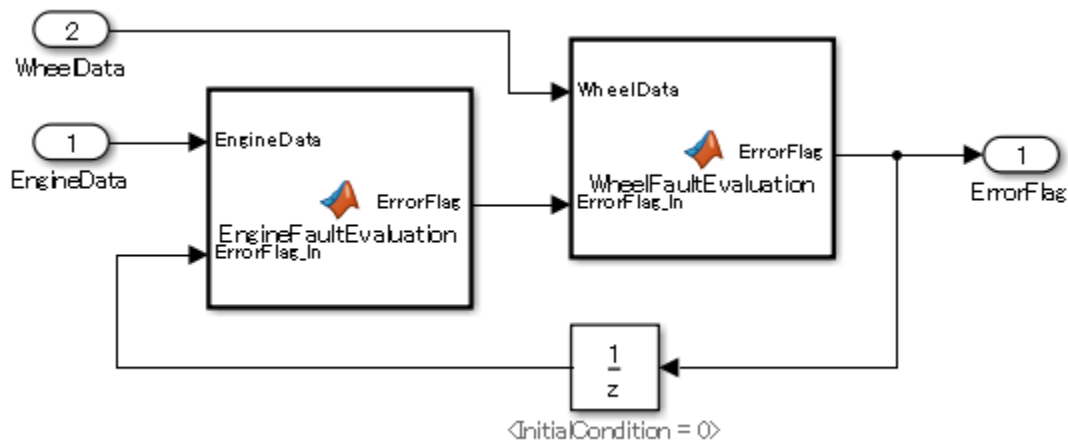 2
WheelData
1
EngineData
EngineData
ErrorFlag
EngineFaultEvaluation
ErrorFlag_In
WheelData
ErrorFlag
WheelFaultEvaluation
ErrorFlag_In
1
ErrorFlag
1
z
<InitialCondition = 0>